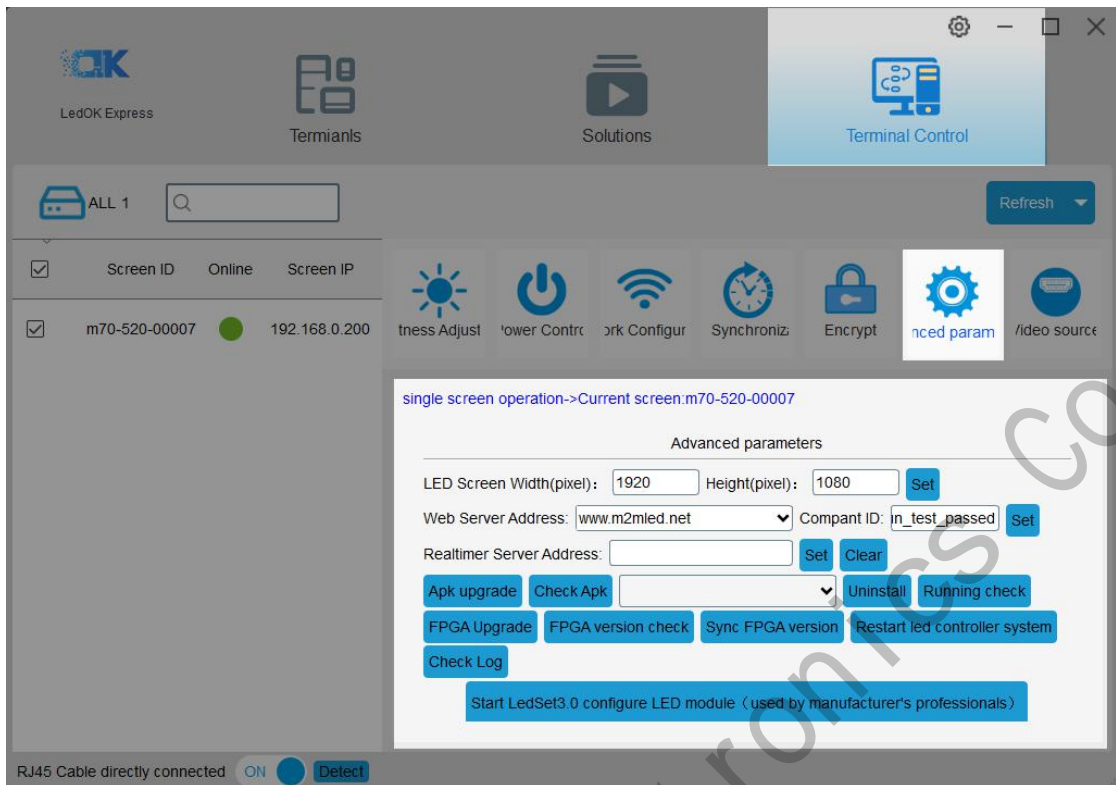 LedOK Express
Termianls
Solutions
Terminal Control
ALL 1
Refresh
Screen ID Online Screen IP
m70-520-00007 192.168.0.200
tness Adjust
ork Configur
Synchroniz
Encrypt
nced param
Video source
single screen operation->Current screen:m70-520-00007
Advanced parameters
LED Screen Width(pixel): 1920 Height(pixel): 1080 Set
Web Server Address: www.m2mled.net Compant ID: in_test_passed Set
Realtimer Server Address: Set Clear
Apk upgrade Check Apk Uninstall Running check
FPGA Upgrade FPGA version check Sync FPGA version Restart led controller system
Check Log
Start LedSet3.0 configure LED module（used by manufacturer's professionals）
RJ45 Cable directly connected ON Detect